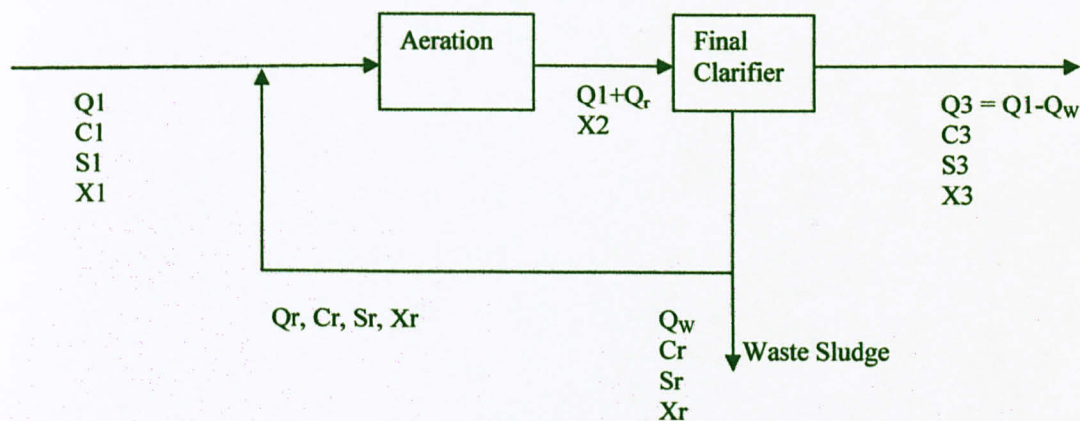 Aeration
Final
Clarifier
Q1
C1
S1
X1
Q1+Qr
X2
Q3 = Q1-QW
C3
S3
X3
Qr, Cr, Sr, Xr
QW
Cr
Sr
Xr
Waste Sludge